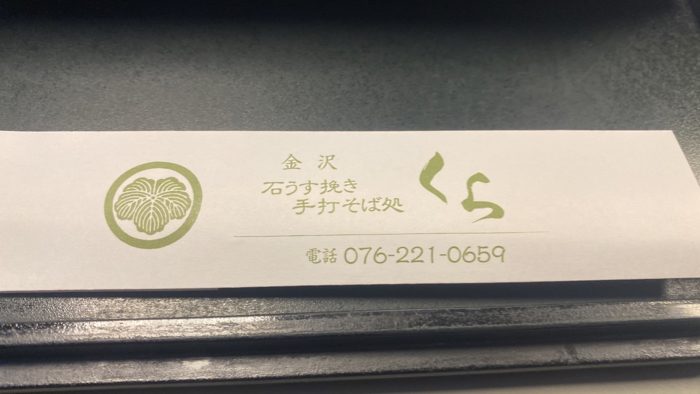 金沢
石うす挽き
手打そば処
くら
電話 076-221-0659